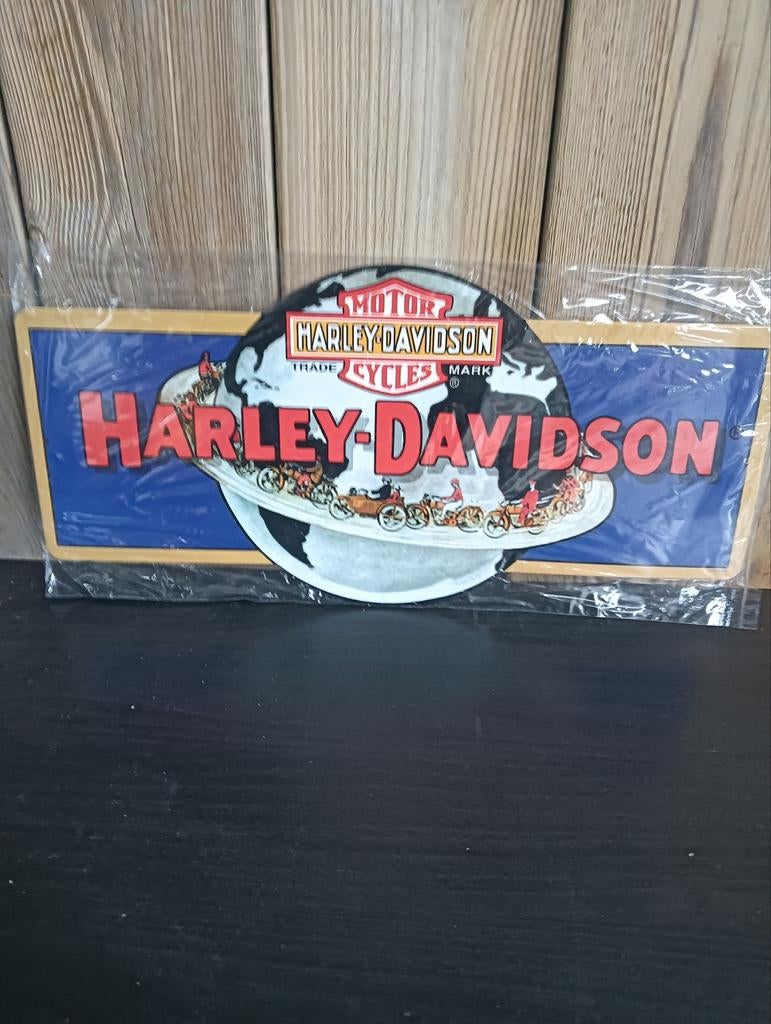 MOTOR
HARLEY-DAVIDSON
TRADE MARK
CYCLES
®
HARLEY-DAVIDSON®